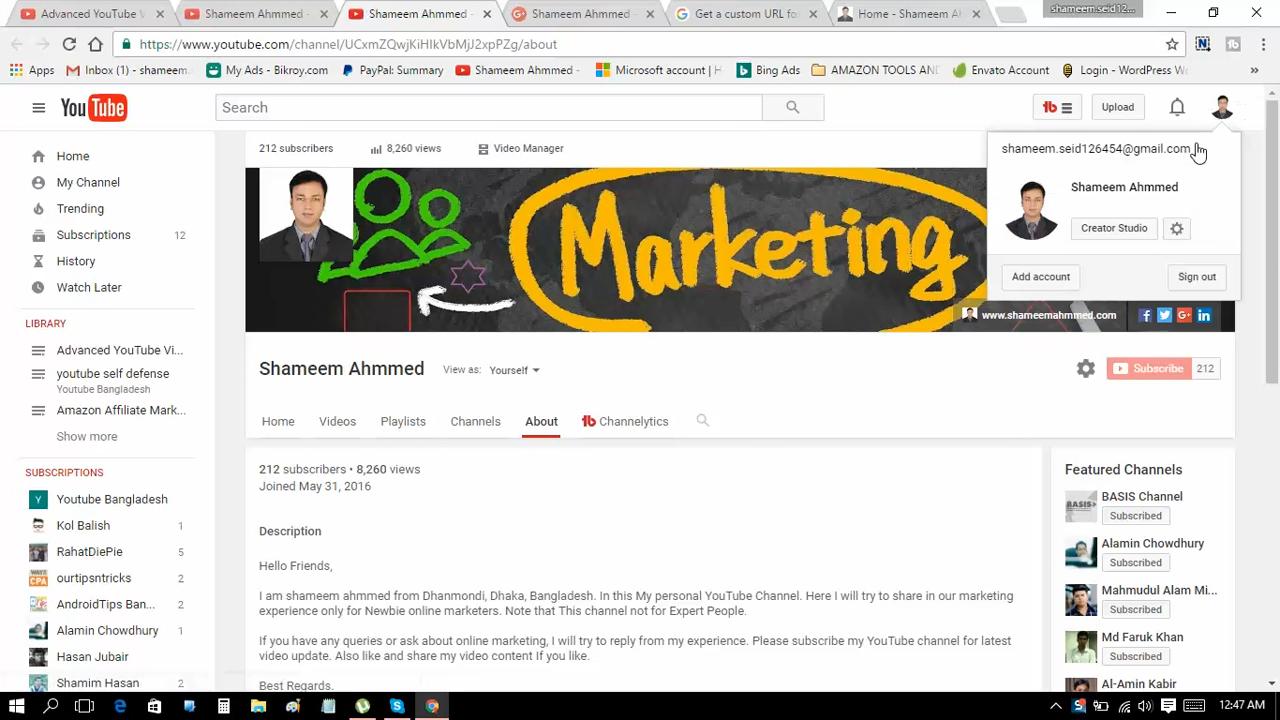 Advanced YouTube Vi
Shameem Ahmmed -
Shameem Ahmmed -
Shameem Ahmmed -
Get a custom URL fo
Home - Shameem A
shameem.seid12...
https://www.youtube.com/channel/UCxmZQwjKiHIkVbMjJ2xpPZg/about
Apps
Inbox (1) - shameem
My Ads - Bikroy.com
PayPal: Summary
Shameem Ahmmed -
Microsoft account | H
Bing Ads
AMAZON TOOLS AN
Envato Account
Login - WordPress W
YouTube
Search
Upload
212 subscribers
8,260 views
Video Manager
shameem.seid126454@gmail.com
Shameem Ahmmed
Creator Studio
Add account
Sign out
Marketing
www.shameemahmmed.com
Home
My Channel
Trending
Subscriptions 12
History
Watch Later
LIBRARY
Advanced YouTube Vi...
youtube self defense
Youtube Bangladesh
Amazon Affiliate Mark...
Show more
SUBSCRIPTIONS
Y Youtube Bangladesh
Kol Balish 1
RahatDiePie 5
ourtipsntricks 2
AndroidTips Ban... 2
Alamin Chowdhury 1
Hasan Jubair
Shamim Hasan 2
Shameem Ahmmed
View as: Yourself
Subscribe 212
Home
Videos
Playlists
Channels
About
Channelytics
212 subscribers • 8,260 views
Joined May 31, 2016
Description
Hello Friends,
I am shameem ahmmed from Dhanmondi, Dhaka, Bangladesh. In this My personal YouTube Channel. Here I will try to share in our marketing
experience only for Newbie online marketers. Note that This channel not for Expert People.
If you have any queries or ask about online marketing, I will try to reply from my experience. Please subscribe my YouTube channel for latest
video update. Also like and share my video content If you like.
Best Regards.
Featured Channels
BASIS Channel
Subscribed
Alamin Chowdhury
Subscribed
Mahmudul Alam Mi...
Subscribed
Md Faruk Khan
Subscribed
Al-Amin Kabir
12:47 AM